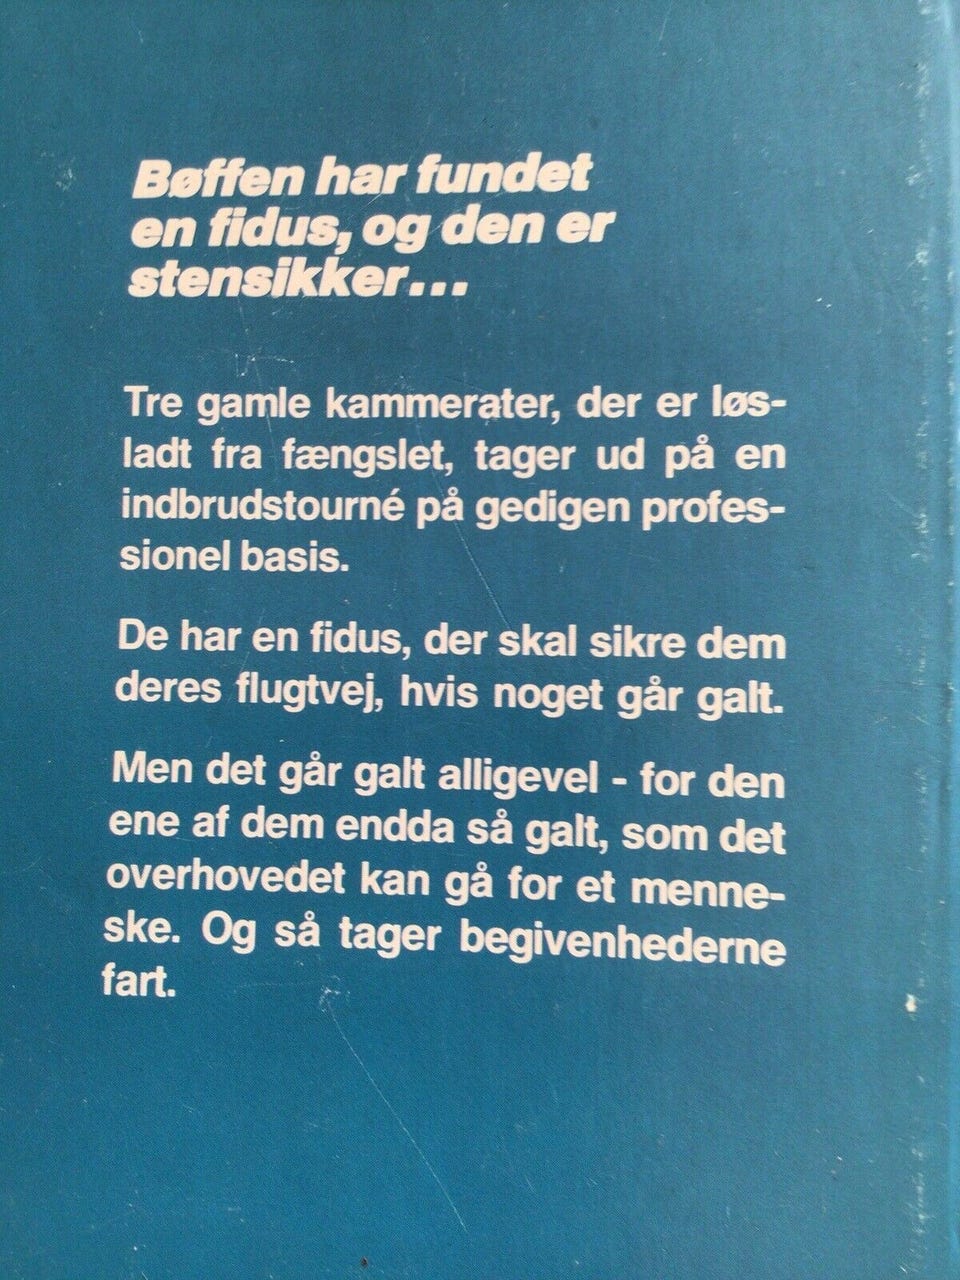 Bøffen har fundet
en fidus, og den er
stensikker...
Tre gamle kammerater, der er løs-
ladt fra fængslet, tager ud på en
indbrudstourné på gedigen profes-
sionel basis.
De har en fidus, der skal sikre dem
deres flugtvej, hvis noget går galt.
Men det går galt alligevel - for den
ene af dem endda så galt, som det
overhovedet kan gå for et menne-
ske. Og så tager begivenhederne
fart.